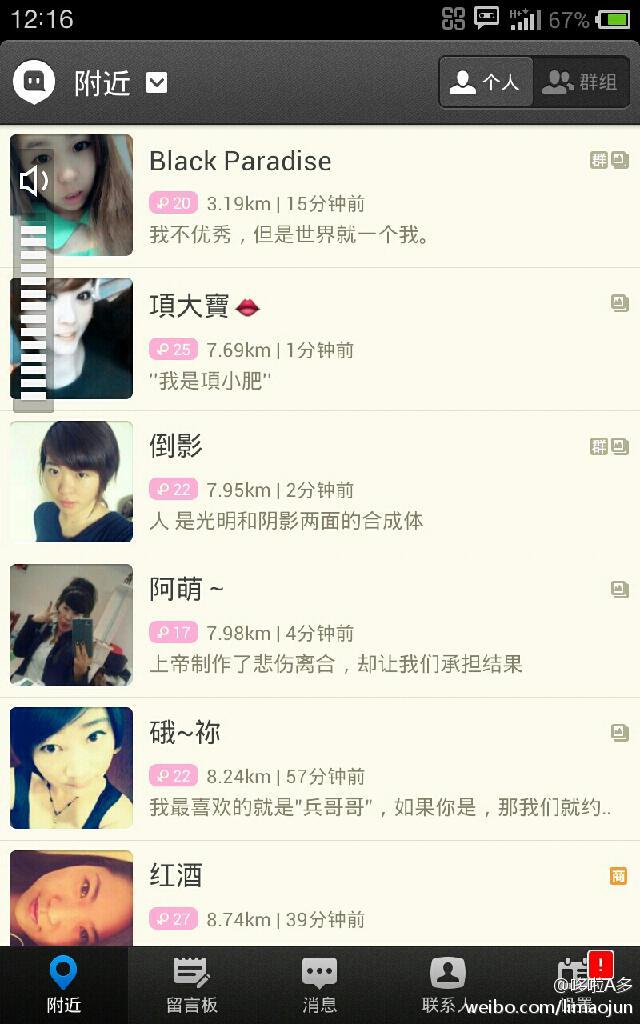 12:16
67%
附近
个人
群组
Black Paradise
群
20 3.19km | 15分钟前
我不优秀，但是世界就一个我。
項大寶
25 7.69km | 1分钟前
"我是項小肥"
倒影
群
22 7.95km | 2分钟前
人 是光明和阴影两面的合成体
阿萌~
17 7.98km | 4分钟前
上帝制作了悲伤离合，却让我们承担结果
硪~祢
22 8.24km | 57分钟前
我最喜欢的就是"兵哥哥"，如果你是，那我们就约..
红酒
商
27 8.74km | 39分钟前
附近
留言板
消息
联系人
@哆啦A多
weibo.com/limaojun